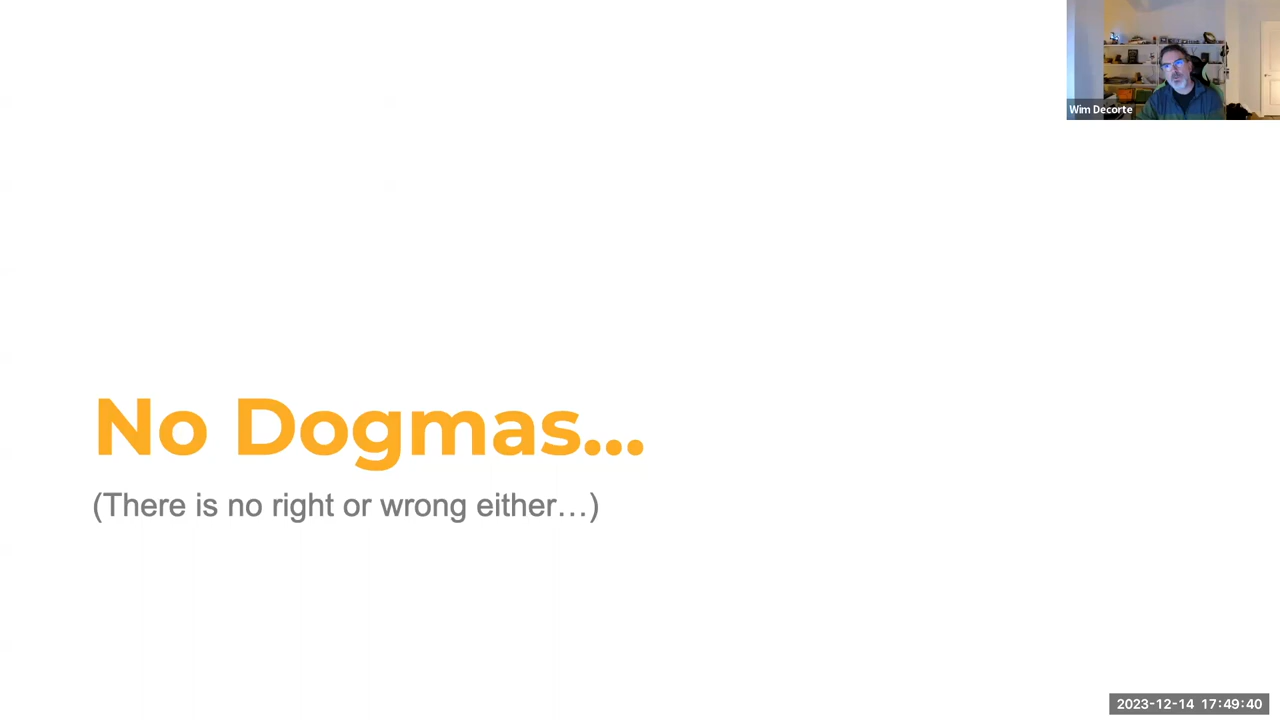 Wim Decorte
No Dogmas...
(There is no right or wrong either…)
2023-12-14 17:49:40